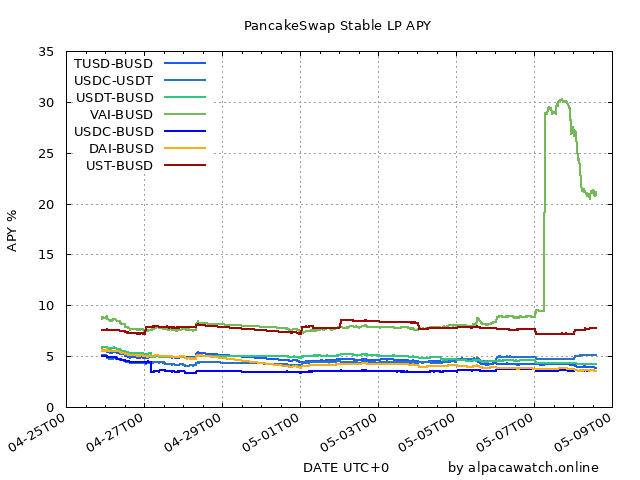 PancakeSwap Stable LP APY
35
30
25
20
15
10
5
0
APY %
TUSD-BUSD
USDC-USDT
USDT-BUSD
VAI-BUSD
USDC-BUSD
DAI-BUSD
UST-BUSD
04-25T00
04-27T00
04-29T00
05-01T00
05-03T00
05-05T00
05-07T00
05-09T00
DATE UTC+0
by alpacawatch.online